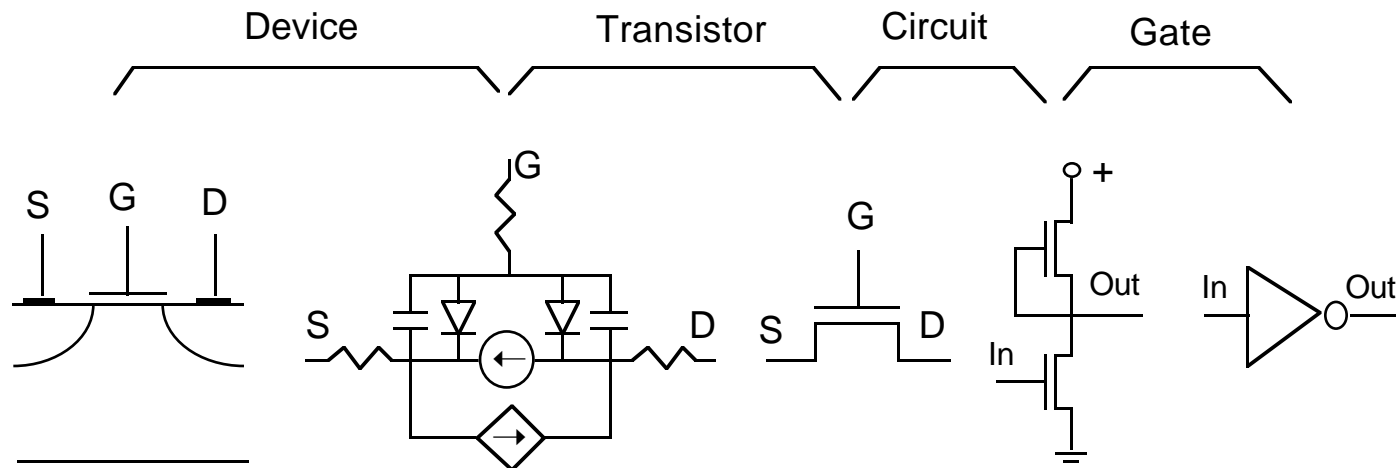 Device Transistor Circuit Gate
G
+
S G D
G
Out In Out
S D
S D
In